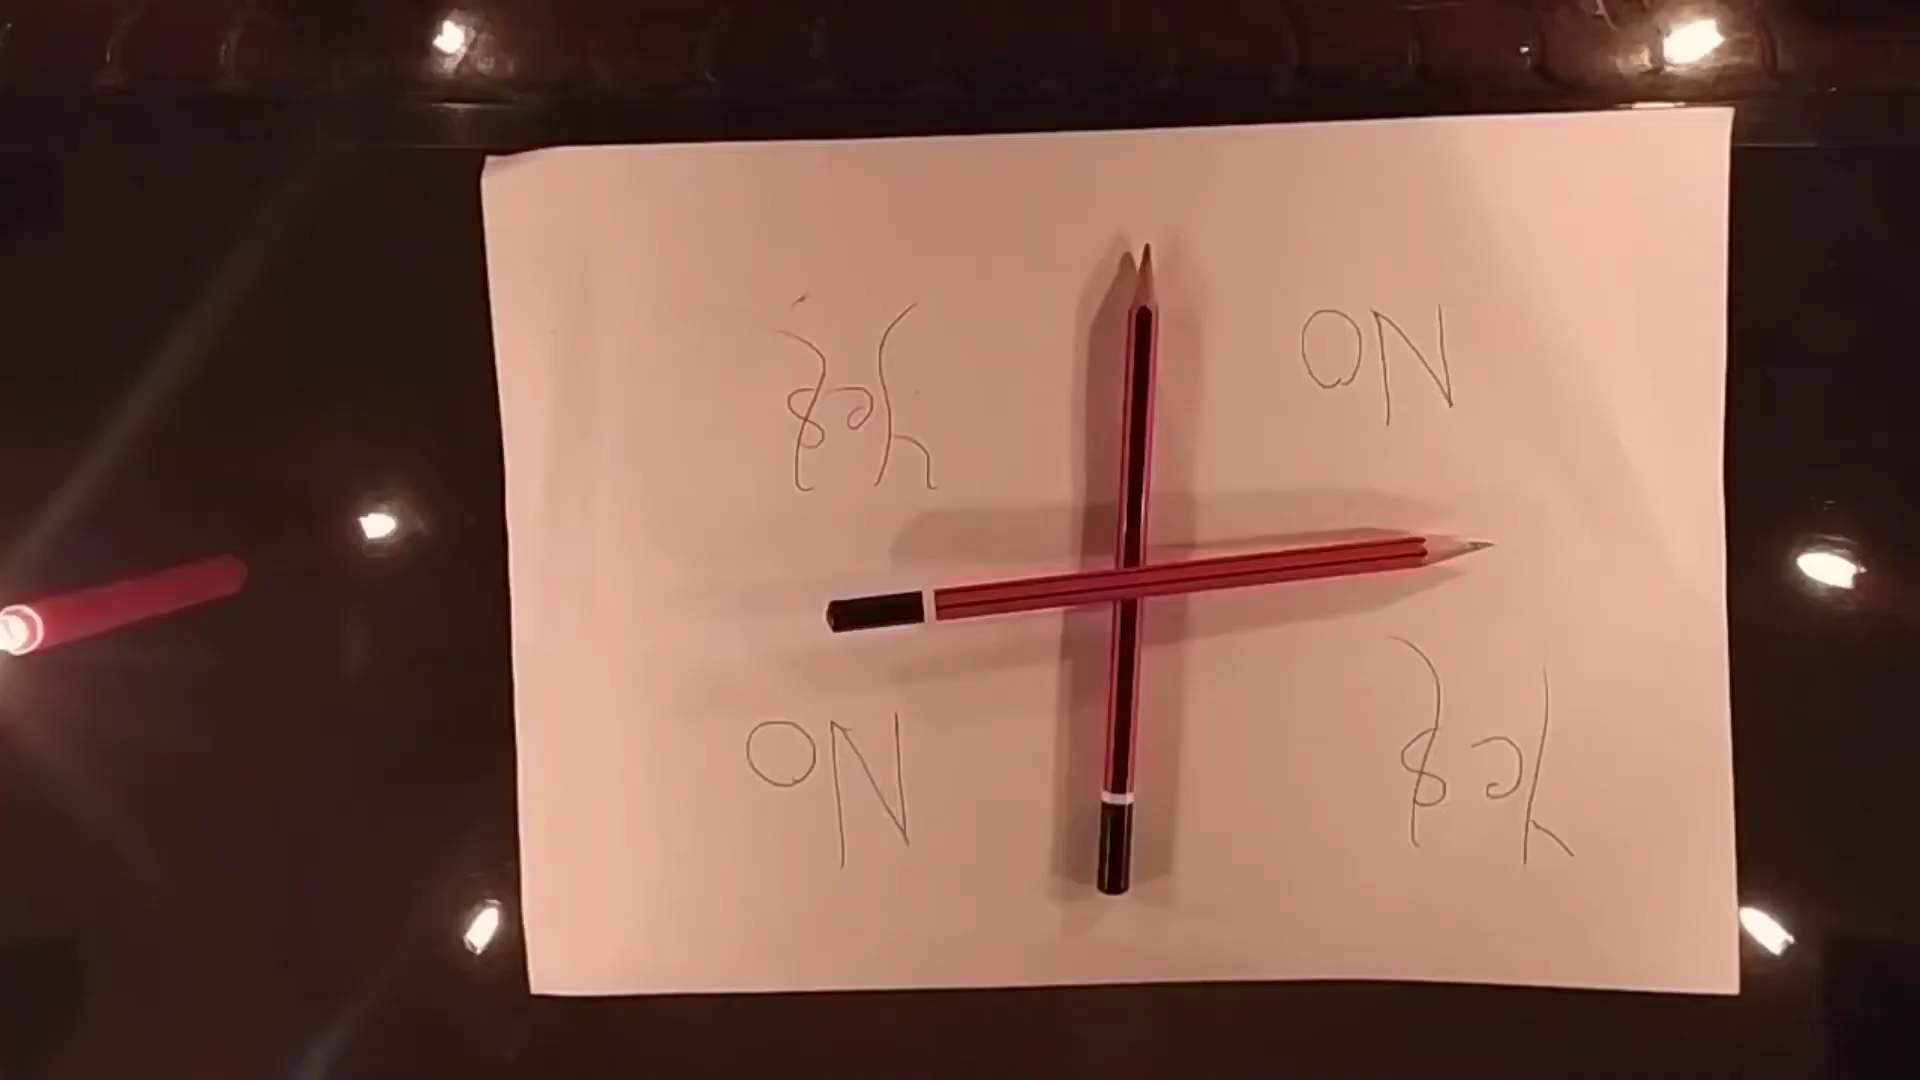 Yes No
No Yes